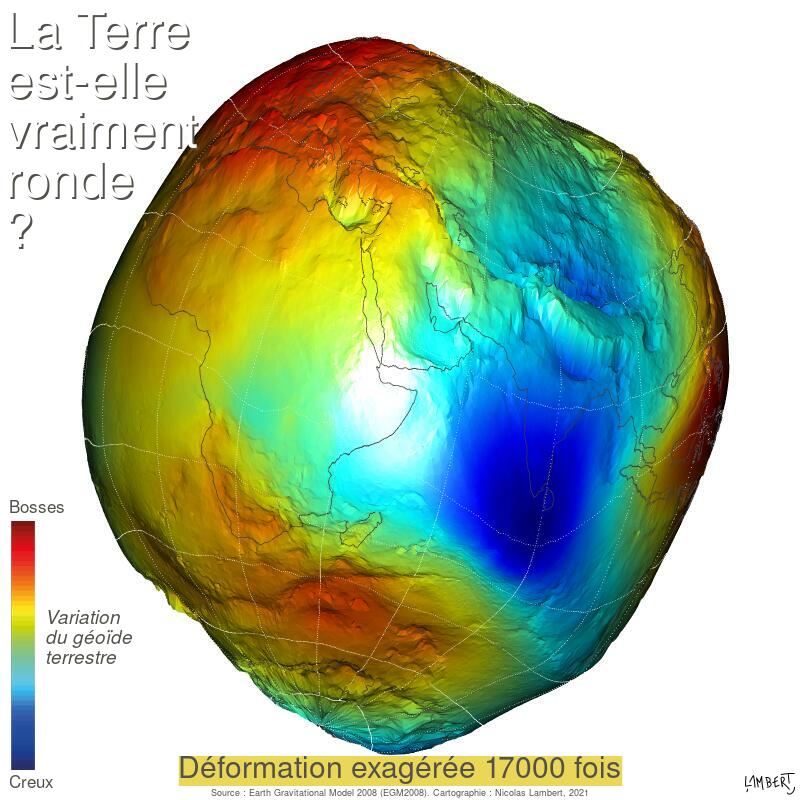 La Terre
est-elle
vraiment
ronde
?
Bosses
Variation
du géoïde
terrestre
Creux
Déformation exagérée 17000 fois
Source : Earth Gravitational Model 2008 (EGM2008). Cartographie : Nicolas Lambert, 2021
LAMBERT